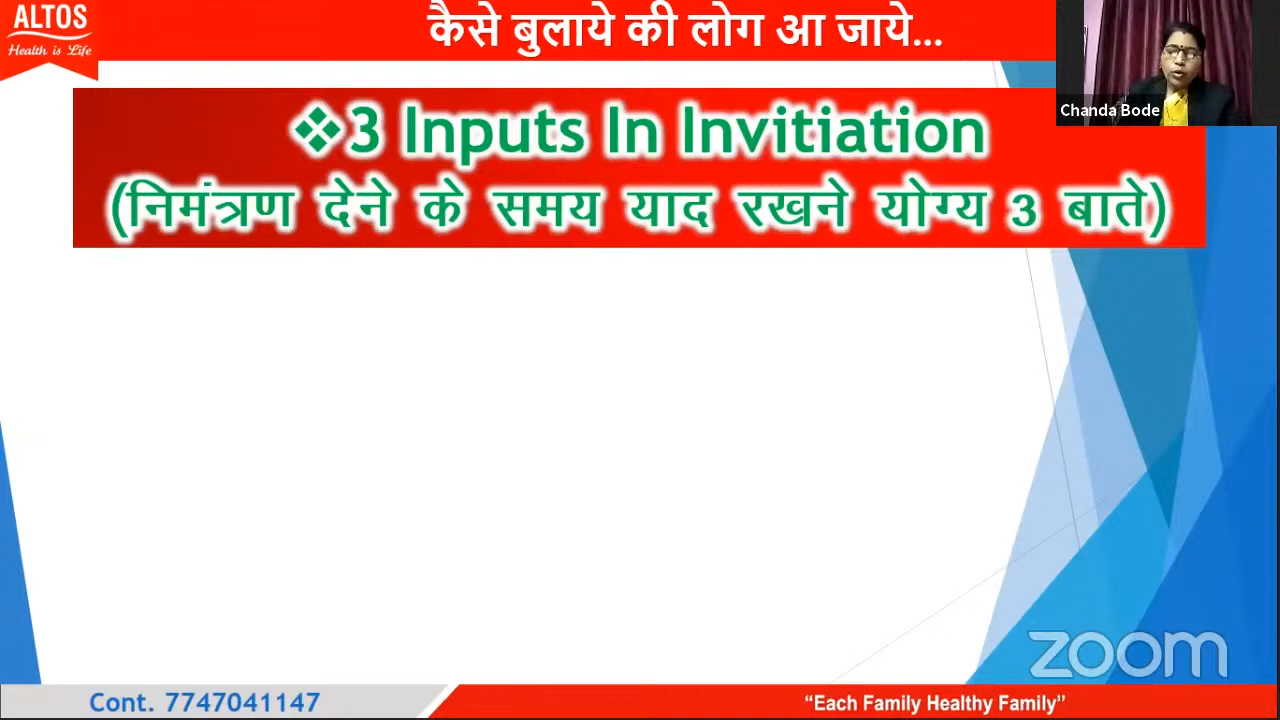 ALTOS
Health is Life
कैसे बुलाये की लोग आ जाये...
Chanda Bode
❖3 Inputs In Invitiation
(निमंत्रण देने के समय याद रखने योग्य 3 बाते)
zoom
Cont. 7747041147
“Each Family Healthy Family”